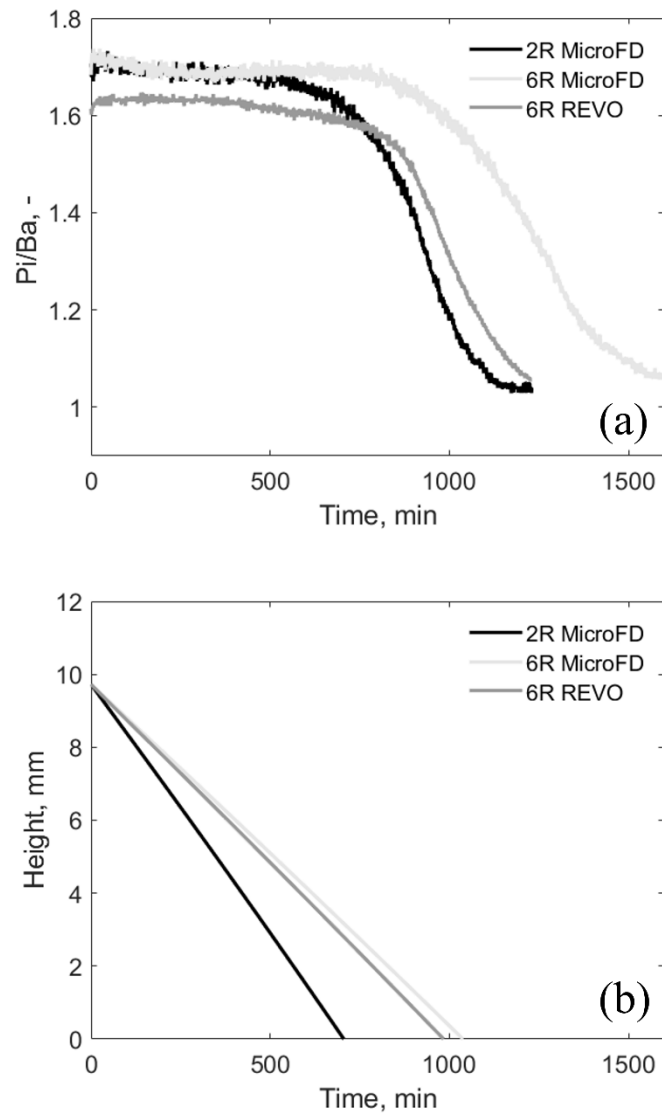 1.8
2R MicroFD
6R MicroFD
6R REVO
1.6
Pi/Ba, -
1.4
1.2
1
(a)
0
500
1000
1500
Time, min
12
2R MicroFD
10
6R MicroFD
6R REVO
8
Height, mm
6
4
2
(b)
0
0
500
1000
1500
Time, min